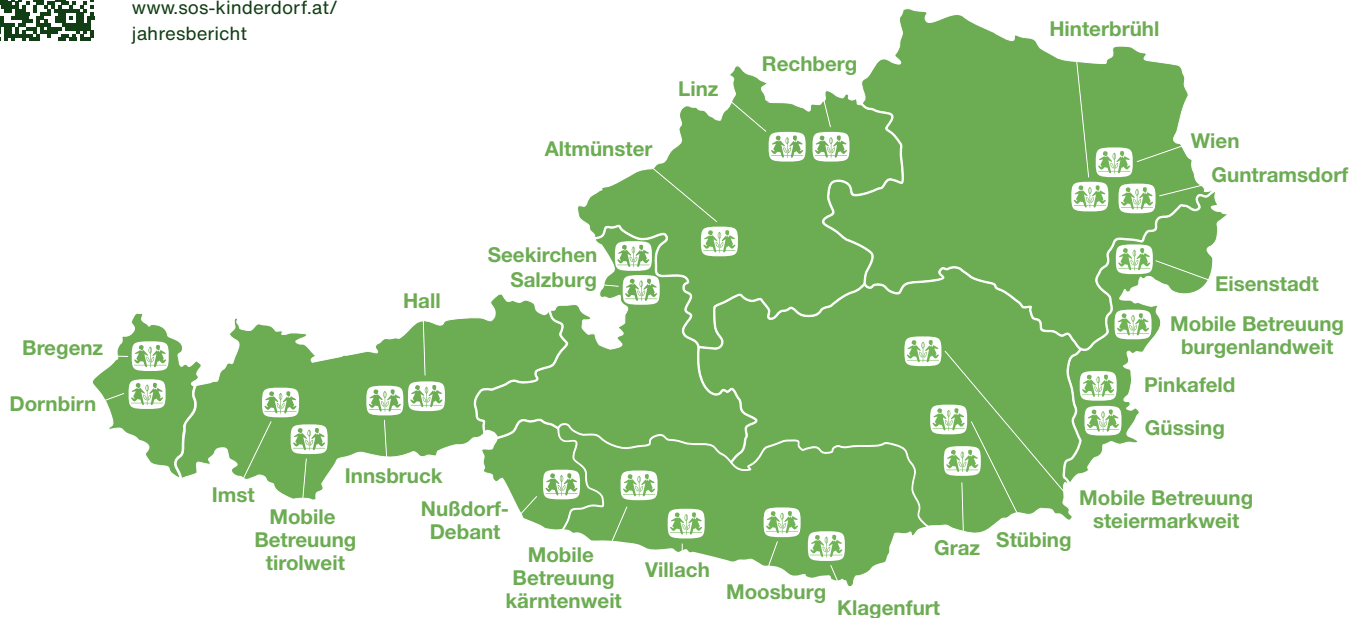 www.sos-kinderdorf.at/
jahresbericht
Hinterbrühl
Rechberg
Linz
Wien
Altmünster
Guntramsdorf
Seekirchen
Salzburg
Eisenstadt
Hall
Mobile Betreuung
burgenlandweit
Bregenz
Pinkafeld
Dornbirn
Güssing
Innsbruck
Imst
Mobile
Betreuung
tirolweit
Nußdorf-
Debant
Mobile Betreuung
steiermarkweit
Stübing
Graz
Mobile
Betreuung
kärntenweit
Villach
Moosburg
Klagenfurt